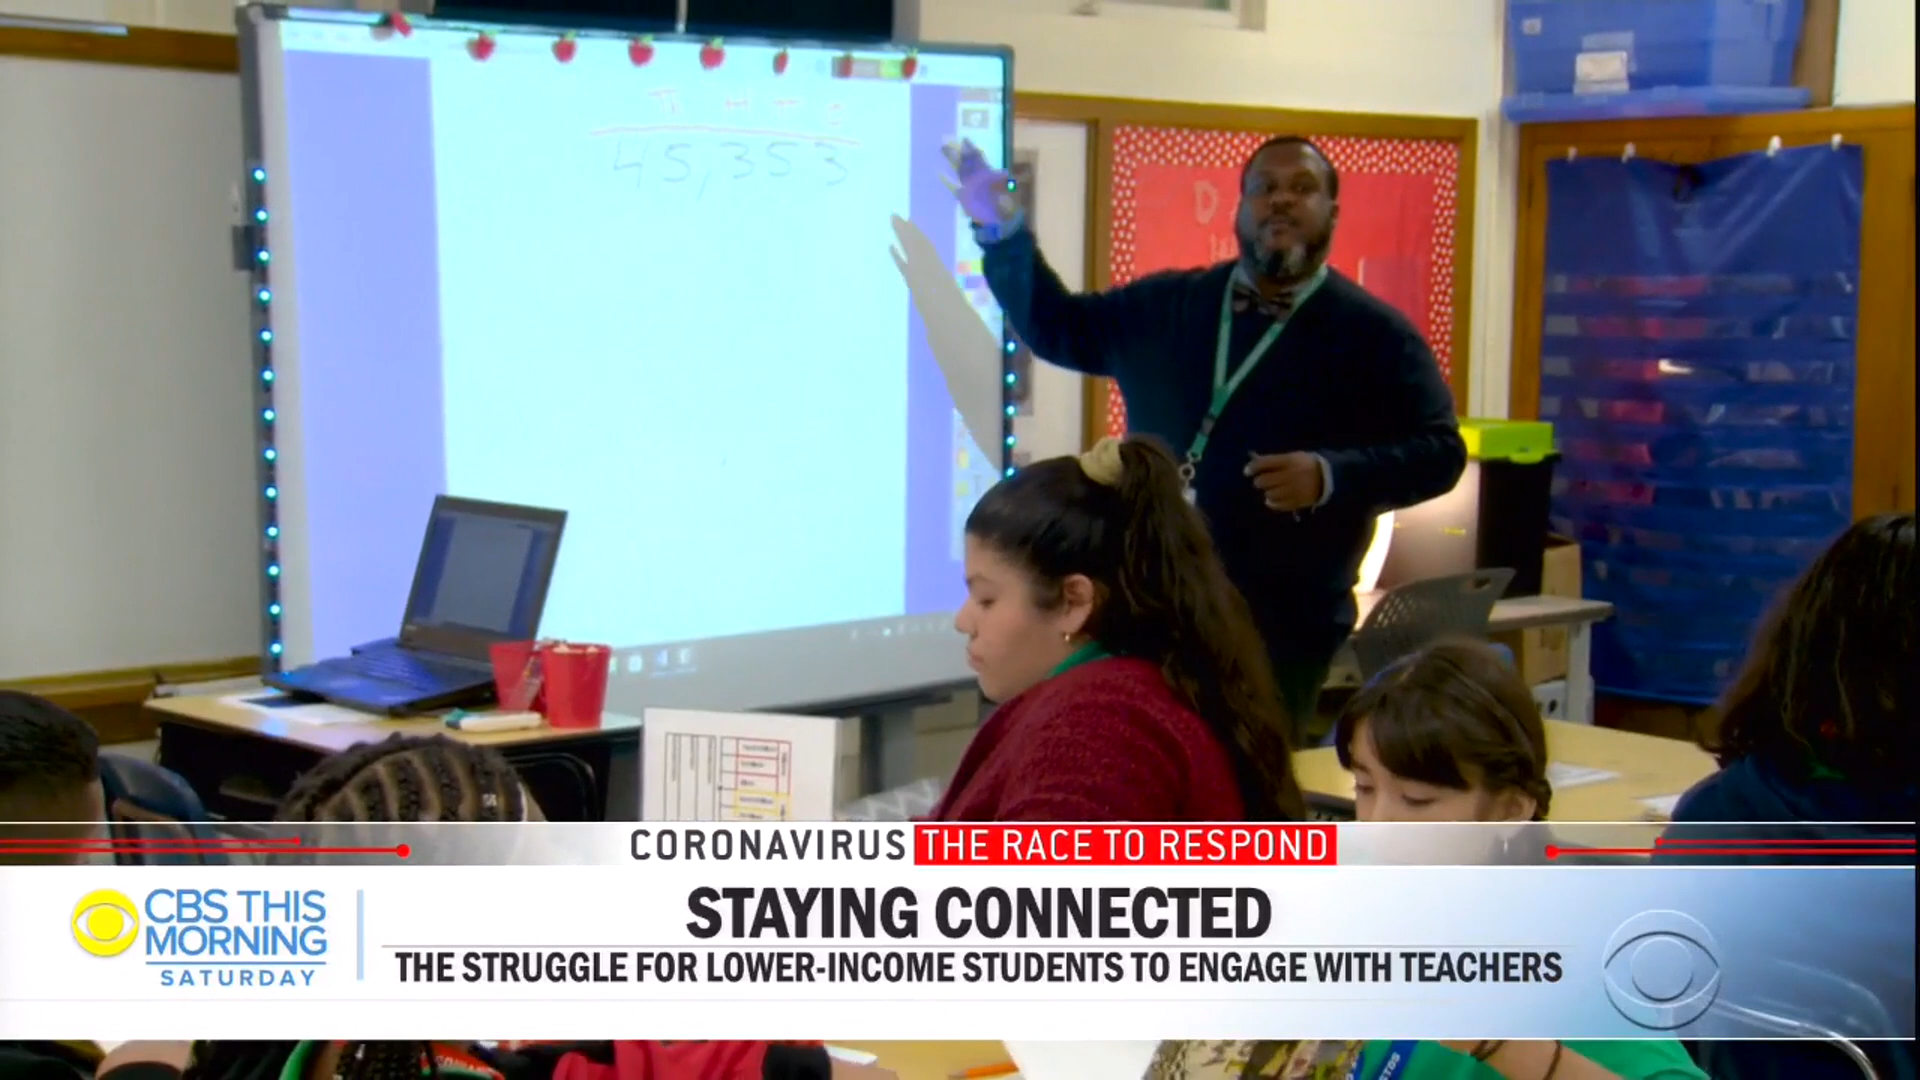 T H T O
45,353
CORONAVIRUS THE RACE TO RESPOND
CBS THIS
MORNING
SATURDAY
STAYING CONNECTED
THE STRUGGLE FOR LOWER-INCOME STUDENTS TO ENGAGE WITH TEACHERS